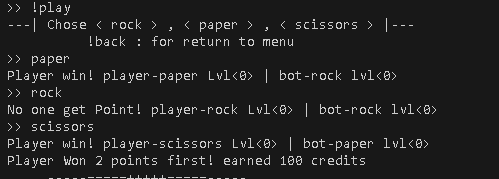 >> !play
---| Chose < rock > , < paper > , < scissors > |---
!back : for return to menu
>> paper
Player win! player-paper Lvl<0> | bot-rock lvl<0>
>> rock
No one get Point! player-rock Lvl<0> | bot-rock lvl<0>
>> scissors
Player win! player-scissors Lvl<0> | bot-paper lvl<0>
Player Won 2 points first! earned 100 credits
-----=====+++++=====-----